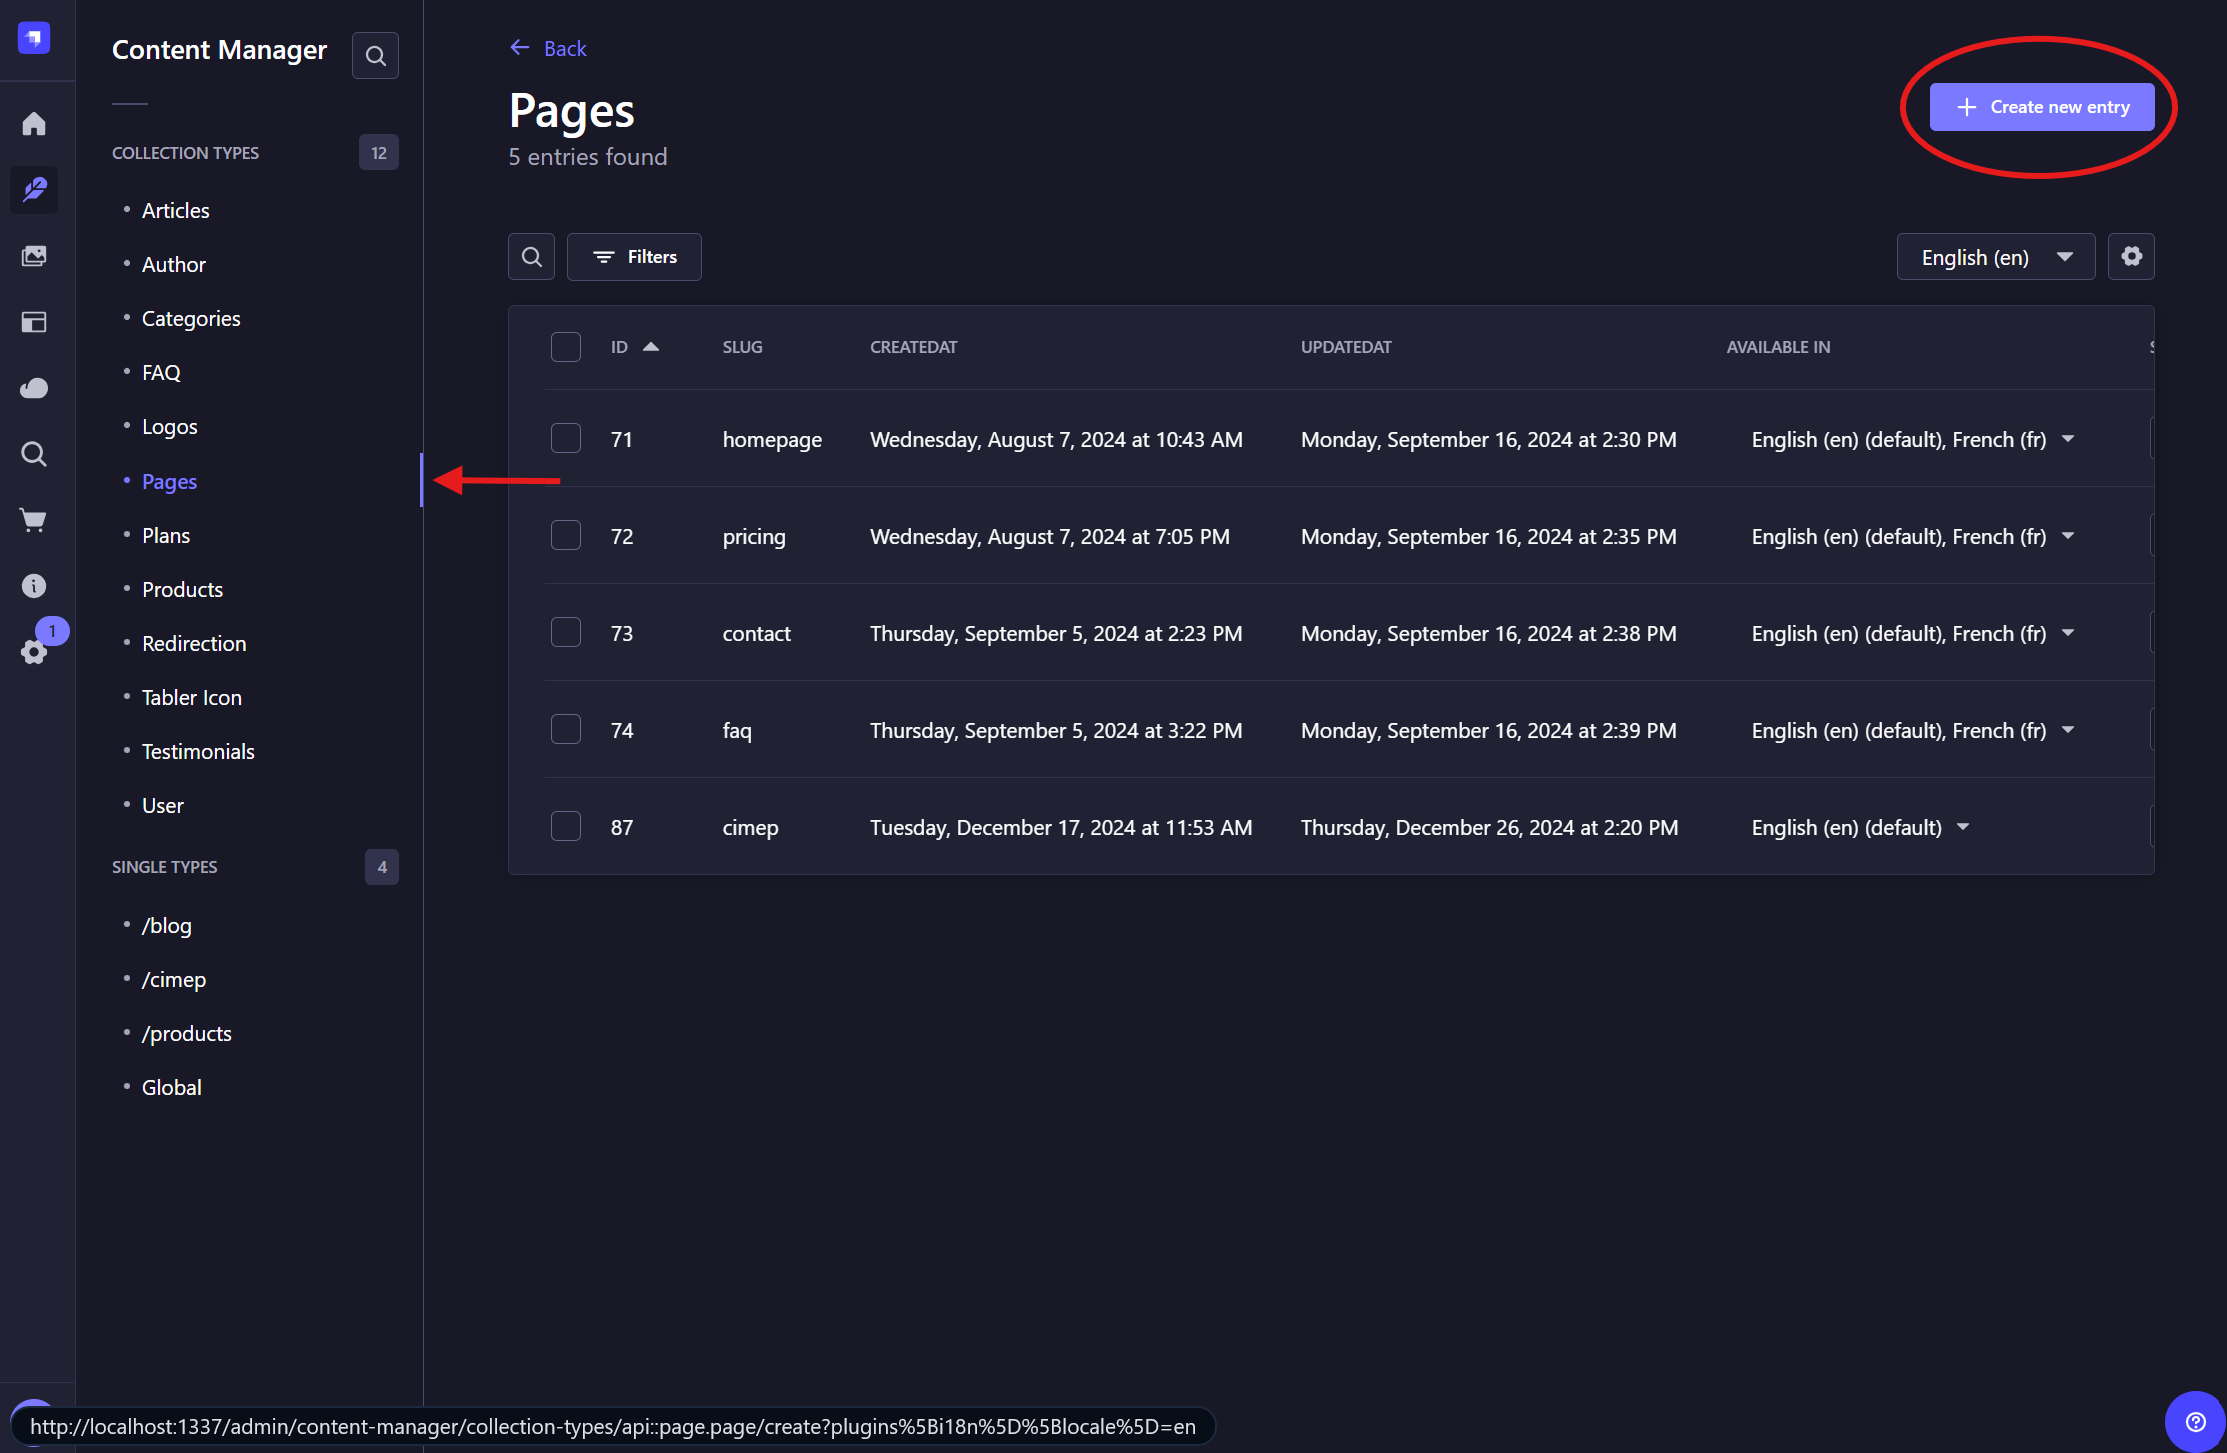 Content Manager
COLLECTION TYPES 12
Articles
Author
Categories
FAQ
Logos
Pages
Plans
Products
Redirection
Tabler Icon
Testimonials
User
SINGLE TYPES 4
/blog
/cimep
/products
Global
1
Back
Pages
5 entries found
Create new entry
Filters
English (en)
ID SLUG CREATEDAT UPDATEDAT AVAILABLE IN
71 homepage Wednesday, August 7, 2024 at 10:43 AM Monday, September 16, 2024 at 2:30 PM English (en) (default), French (fr)
72 pricing Wednesday, August 7, 2024 at 7:05 PM Monday, September 16, 2024 at 2:35 PM English (en) (default), French (fr)
73 contact Thursday, September 5, 2024 at 2:23 PM Monday, September 16, 2024 at 2:38 PM English (en) (default), French (fr)
74 faq Thursday, September 5, 2024 at 3:22 PM Monday, September 16, 2024 at 2:39 PM English (en) (default), French (fr)
87 cimep Tuesday, December 17, 2024 at 11:53 AM Thursday, December 26, 2024 at 2:20 PM English (en) (default)
http://localhost:1337/admin/content-manager/collection-types/api::page.page/create?plugins%5Bi18n%5D%5Blocale%5D=en